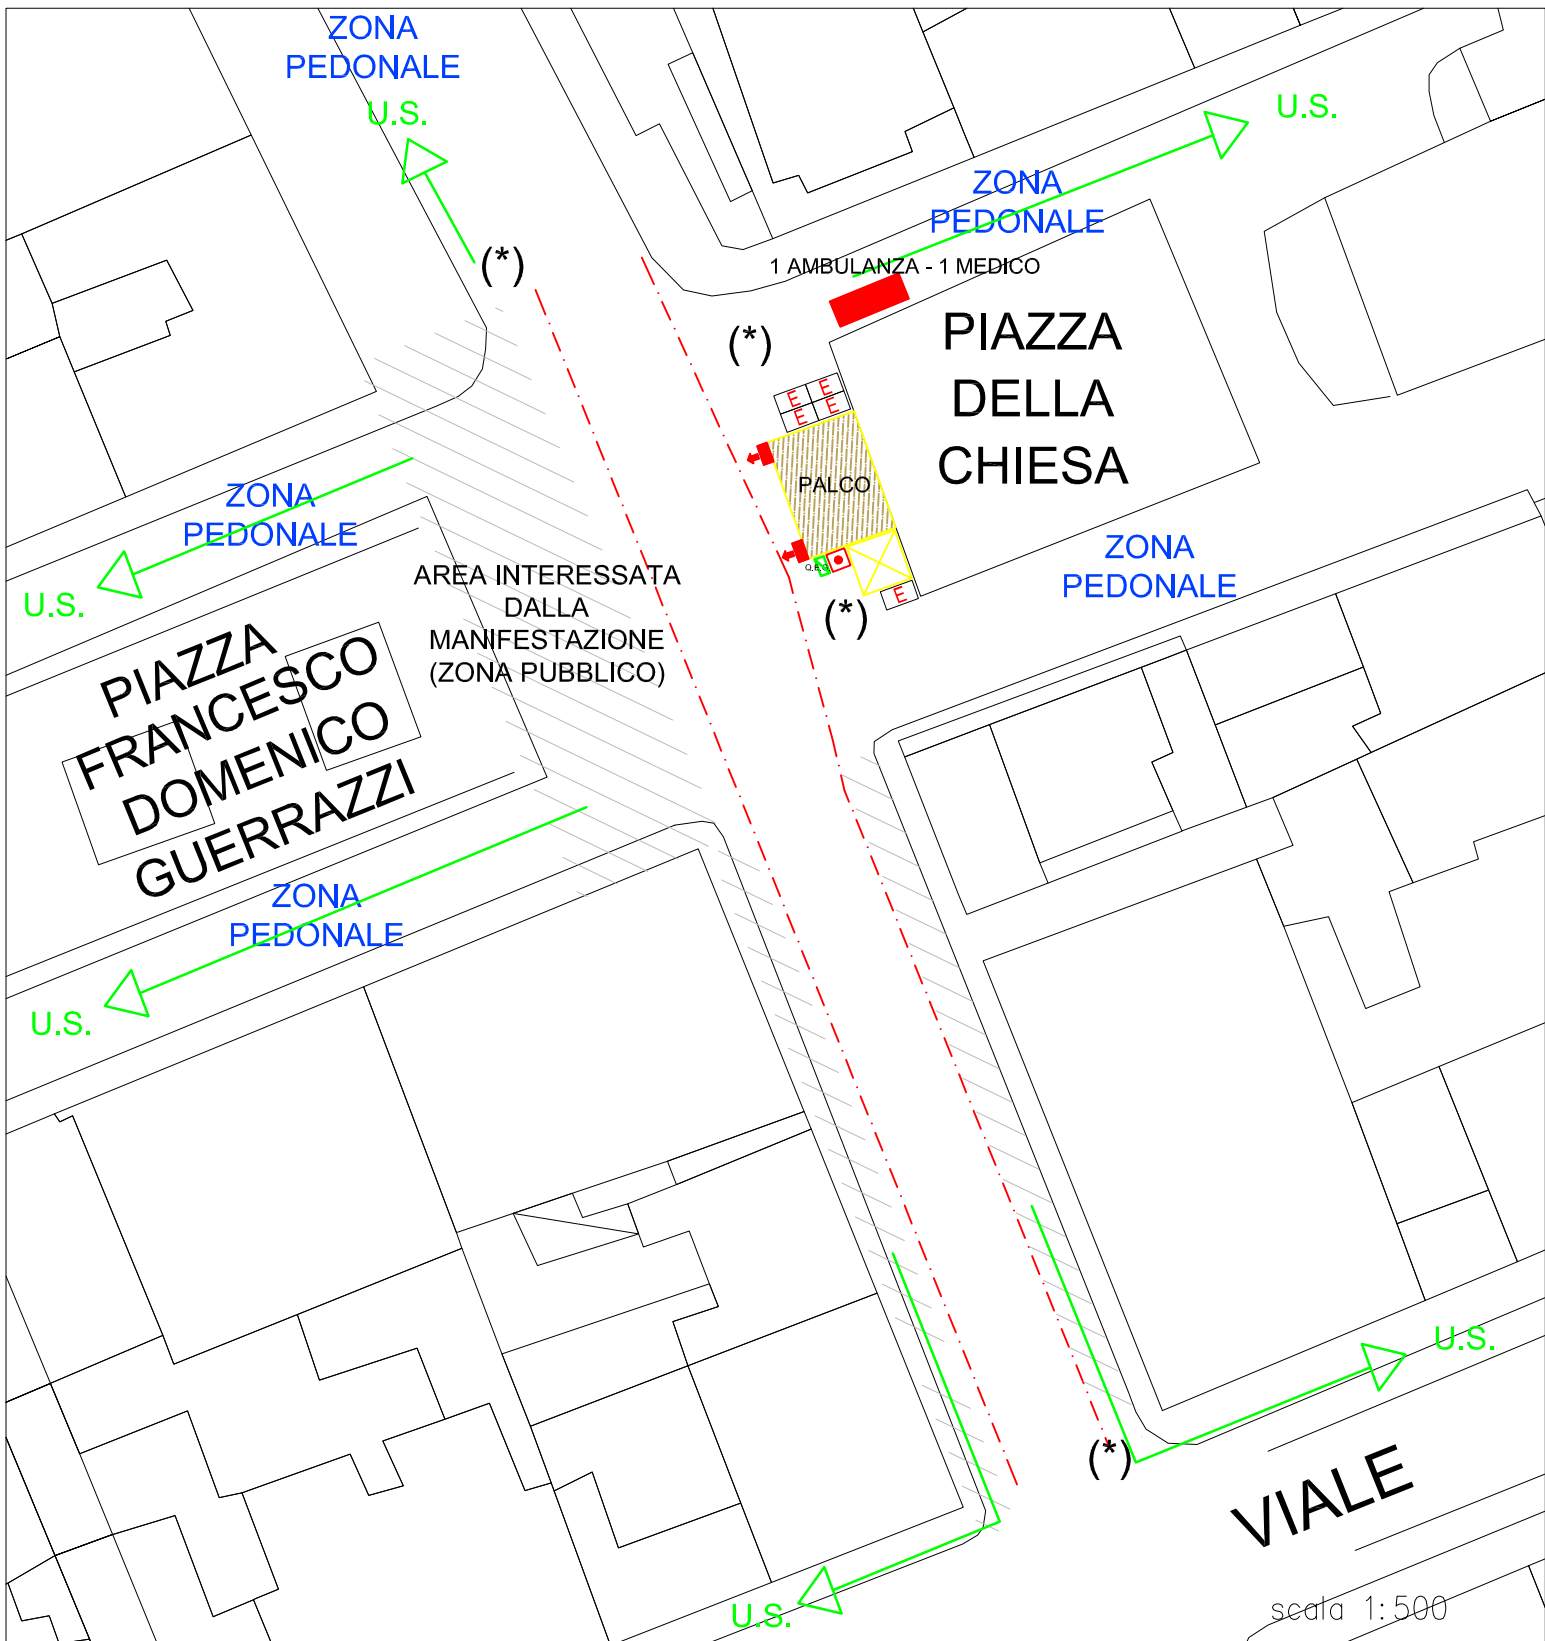 ZONA
PEDONALE
U.S.
U.S.
ZONA
PEDONALE
(*)
1 AMBULANZA - 1 MEDICO
(*)
PIAZZA
DELLA
CHIESA
E
E
E
E
PALCO
ZONA
PEDONALE
U.S.
ZONA
PEDONALE
AREA INTERESSATA
DALLA
MANIFESTAZIONE
(ZONA PUBBLICO)
Q.E.G.
E
(*)
PIAZZA
FRANCESCO
DOMENICO
GUERRAZZI
ZONA
PEDONALE
U.S.
U.S.
(*)
VIALE
U.S.
scala 1:500